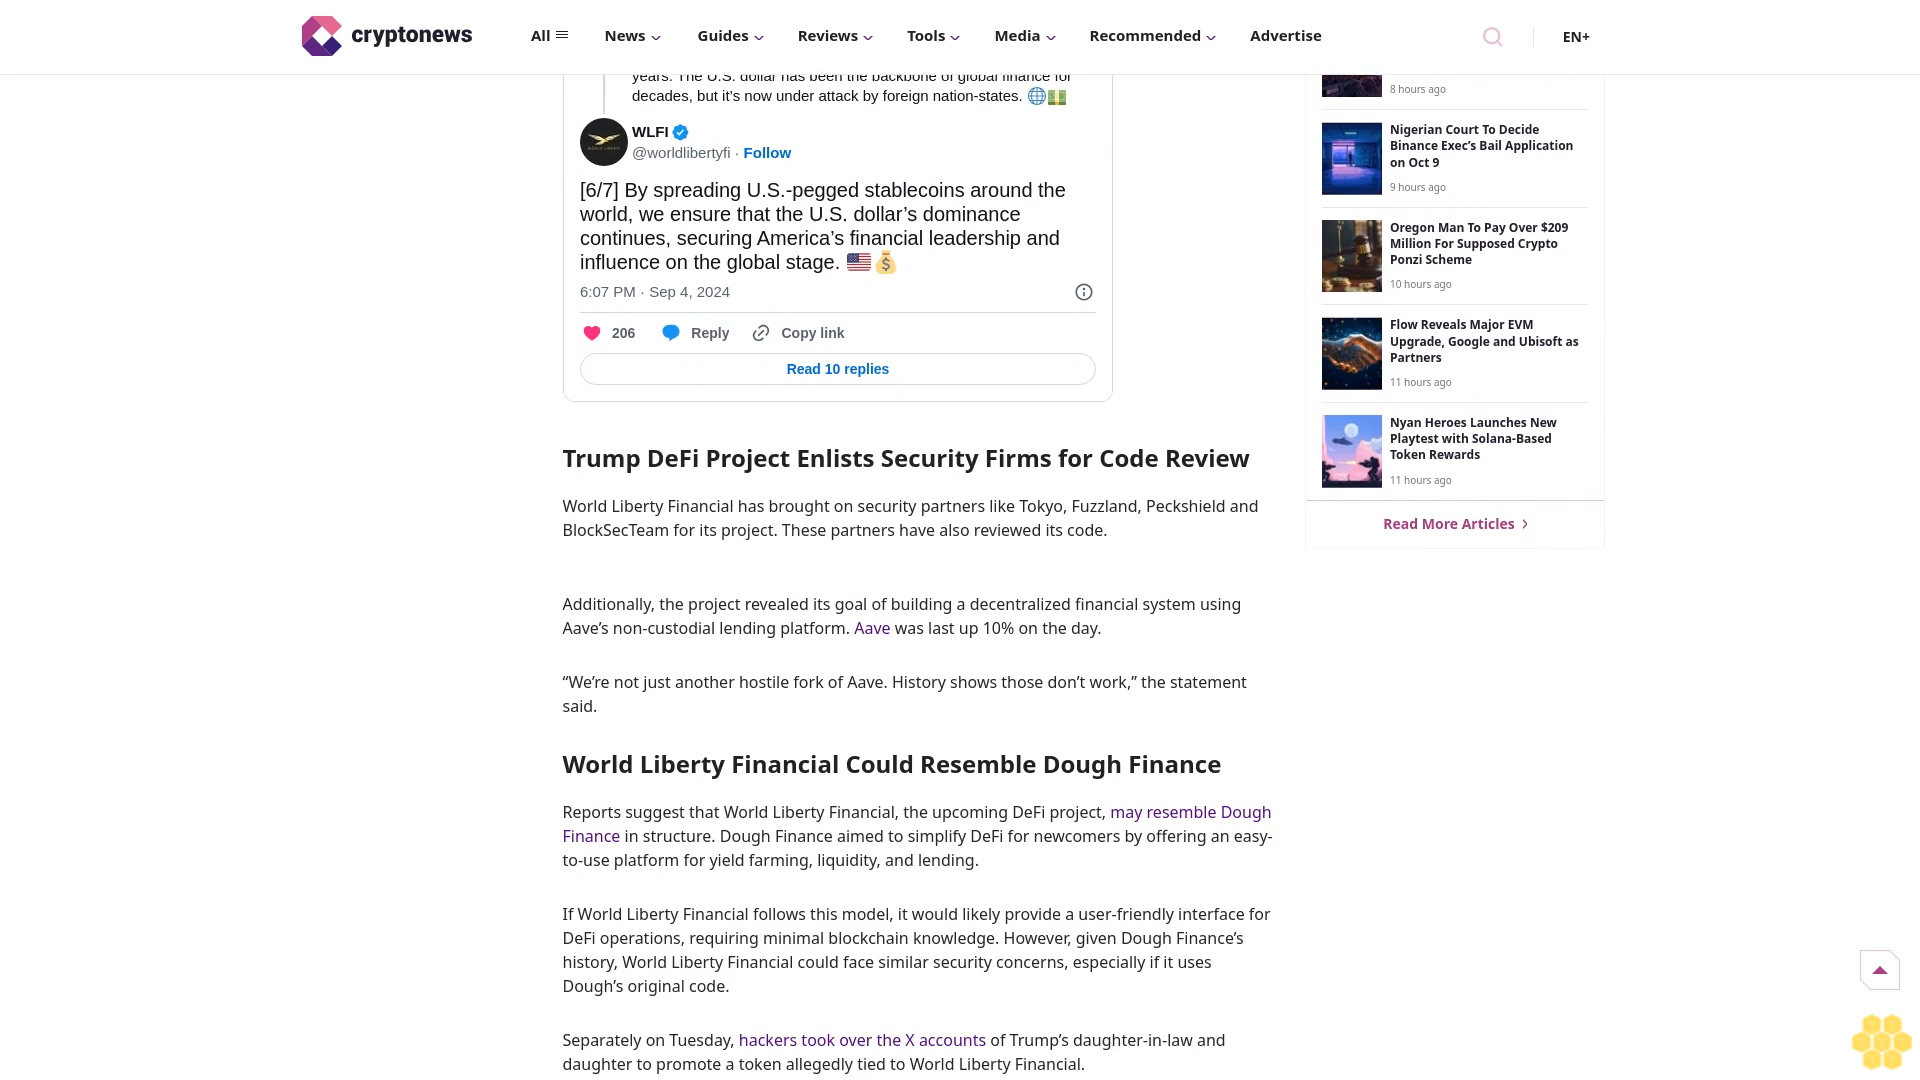 cryptonews
All
News
Guides
Reviews
Tools
Media
Recommended
Advertise
EN+
years. The U.S. dollar has been the backbone of global finance for
decades, but it’s now under attack by foreign nation-states. 🌐💵
WLFI
@worldlibertyfi · Follow
[6/7] By spreading U.S.-pegged stablecoins around the
world, we ensure that the U.S. dollar’s dominance
continues, securing America’s financial leadership and
influence on the global stage. 🇺🇸💰
6:07 PM · Sep 4, 2024
206
Reply
Copy link
Read 10 replies
Trump DeFi Project Enlists Security Firms for Code Review
World Liberty Financial has brought on security partners like Tokyo, Fuzzland, Peckshield and
BlockSecTeam for its project. These partners have also reviewed its code.
Additionally, the project revealed its goal of building a decentralized financial system using
Aave’s non-custodial lending platform. Aave was last up 10% on the day.
“We’re not just another hostile fork of Aave. History shows those don’t work,” the statement
said.
World Liberty Financial Could Resemble Dough Finance
Reports suggest that World Liberty Financial, the upcoming DeFi project, may resemble Dough
Finance in structure. Dough Finance aimed to simplify DeFi for newcomers by offering an easy-
to-use platform for yield farming, liquidity, and lending.
If World Liberty Financial follows this model, it would likely provide a user-friendly interface for
DeFi operations, requiring minimal blockchain knowledge. However, given Dough Finance’s
history, World Liberty Financial could face similar security concerns, especially if it uses
Dough’s original code.
Separately on Tuesday, hackers took over the X accounts of Trump’s daughter-in-law and
daughter to promote a token allegedly tied to World Liberty Financial.
8 hours ago
Nigerian Court To Decide
Binance Exec’s Bail Application
on Oct 9
9 hours ago
Oregon Man To Pay Over $209
Million For Supposed Crypto
Ponzi Scheme
10 hours ago
Flow Reveals Major EVM
Upgrade, Google and Ubisoft as
Partners
11 hours ago
Nyan Heroes Launches New
Playtest with Solana-Based
Token Rewards
11 hours ago
Read More Articles